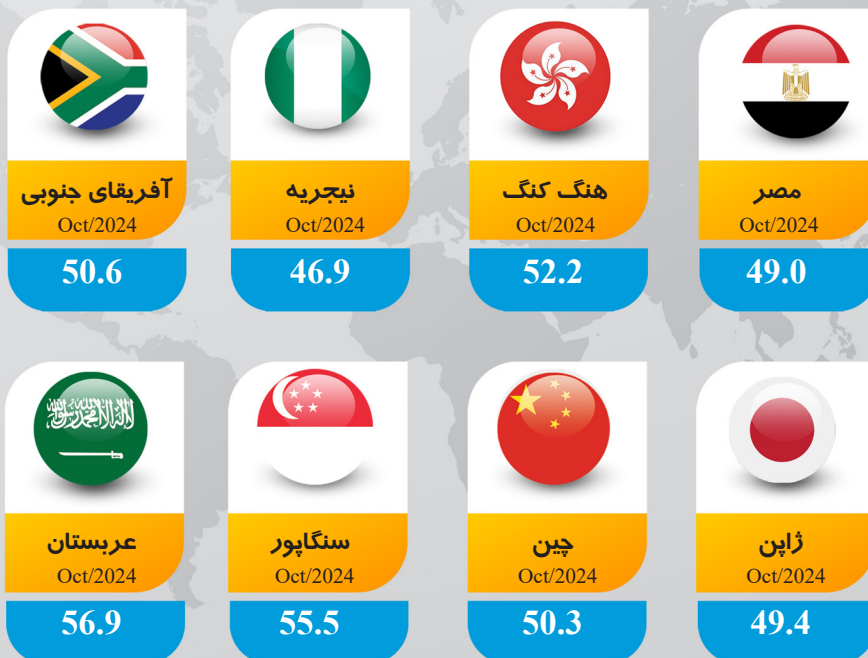 آفریقای جنوبی
Oct/2024
50.6
نیجریه
Oct/2024
46.9
هنگ کنگ
Oct/2024
52.2
مصر
Oct/2024
49.0
عربستان
Oct/2024
56.9
سنگاپور
Oct/2024
55.5
چین
Oct/2024
50.3
ژاپن
Oct/2024
49.4